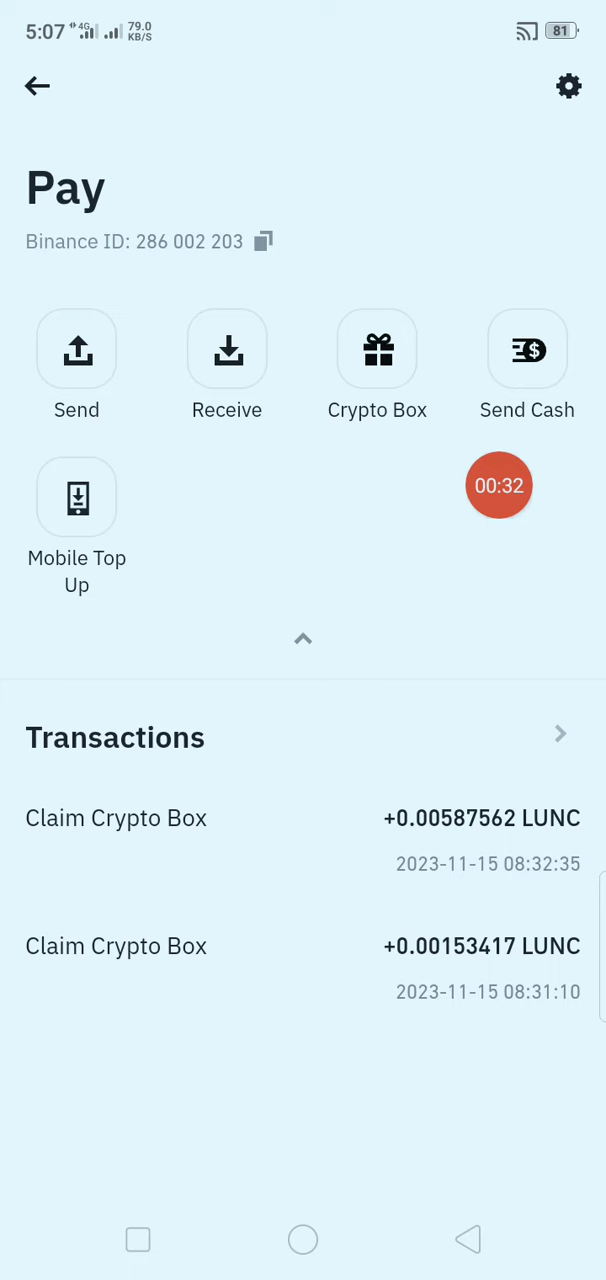 5:07 4G 79.0 KB/S 81
Pay
Binance ID: 286 002 203
Send Receive Crypto Box Send Cash
00:32
Mobile Top
Up
Transactions
Claim Crypto Box +0.00587562 LUNC
2023-11-15 08:32:35
Claim Crypto Box +0.00153417 LUNC
2023-11-15 08:31:10